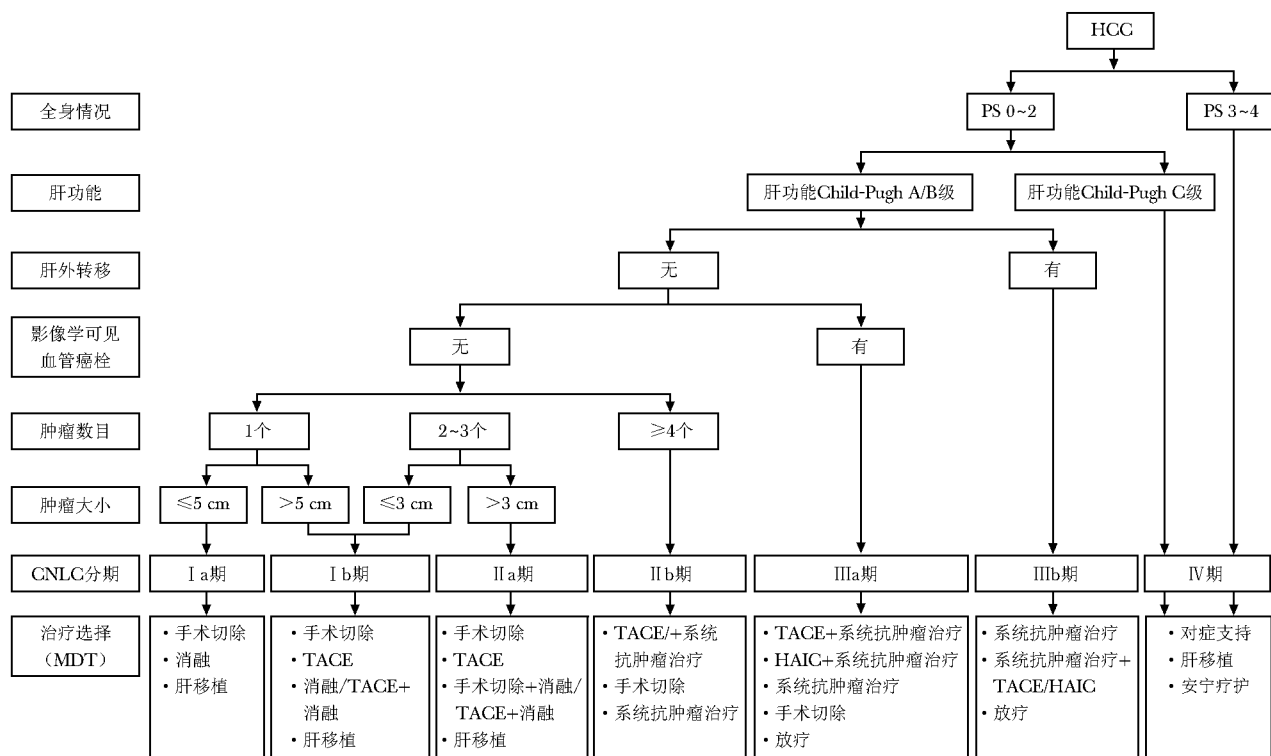 HCC
全身情况
PS 0~2
PS 3~4
肝功能
肝功能Child-Pugh A/B级
肝功能Child-Pugh C级
肝外转移
无
有
影像学可见
血管癌栓
无
有
肿瘤数目
1个
2~3个
≥4个
肿瘤大小
≤5 cm
>5 cm
≤3 cm
>3 cm
CNLC分期
Ⅰa期
Ⅰb期
Ⅱa期
Ⅱb期
Ⅲa期
Ⅲb期
Ⅳ期
治疗选择
（MDT）
·手术切除
·消融
·肝移植
·手术切除
·TACE
·消融/TACE+
消融
·肝移植
·手术切除
·TACE
·手术切除+消融/
TACE+消融
·肝移植
·TACE/+系统
抗肿瘤治疗
·手术切除
·系统抗肿瘤治疗
·TACE+系统抗肿瘤治疗
·HAIC+系统抗肿瘤治疗
·系统抗肿瘤治疗
·手术切除
·放疗
·系统抗肿瘤治疗
·系统抗肿瘤治疗+
TACE/HAIC
·放疗
·对症支持
·肝移植
·安宁疗护